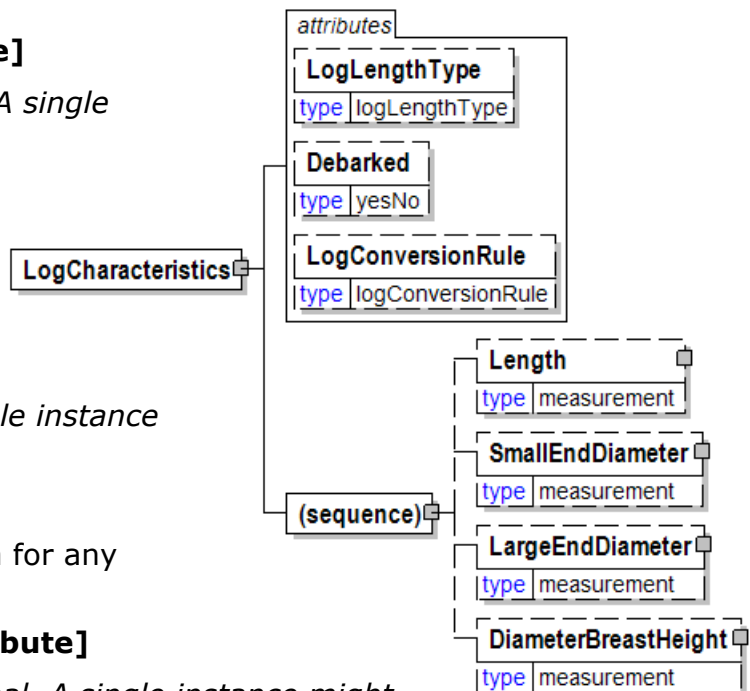 e]
A single
le instance
for any
bute]
al. A single instance might
attributes
LogLengthType
type logLengthType
Debarked
type yesNo
LogConversionRule
type logConversionRule
LogCharacteristics
(sequence)
Length
type measurement
SmallEndDiameter
type measurement
LargeEndDiameter
type measurement
DiameterBreastHeight
type measurement